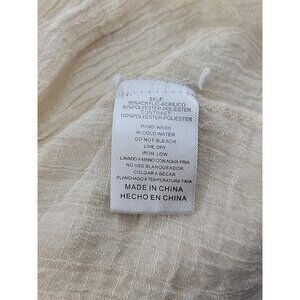 SELF:
50%ACRYLIC-ACRILICO
50%POLYESTER-POLIESTER
CONTRAST:
100%POLYESTER-POLIESTER
HAND WASH
W/COLD WATER
DO NOT BLEACH
LINE DRY
IRON LOW
LAVADO A MANO CON AQUA FRIA
NO USE BLANQUEADOR
COLGAR A SECAR
PLANCHADO A TEMPERATURA TIBIA
MADE IN CHINA
HECHO EN CHINA